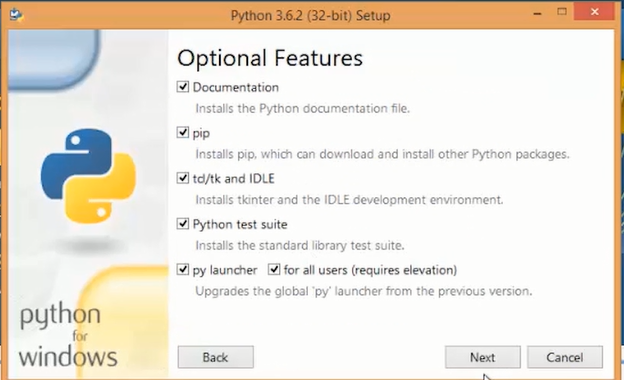 Python 3.6.2 (32-bit) Setup
Optional Features
Documentation
Installs the Python documentation file.
pip
Installs pip, which can download and install other Python packages.
tcl/tk and IDLE
Installs tkinter and the IDLE development environment.
Python test suite
Installs the standard library test suite.
py launcher for all users (requires elevation)
Upgrades the global 'py' launcher from the previous version.
python
for
windows
Back Next Cancel